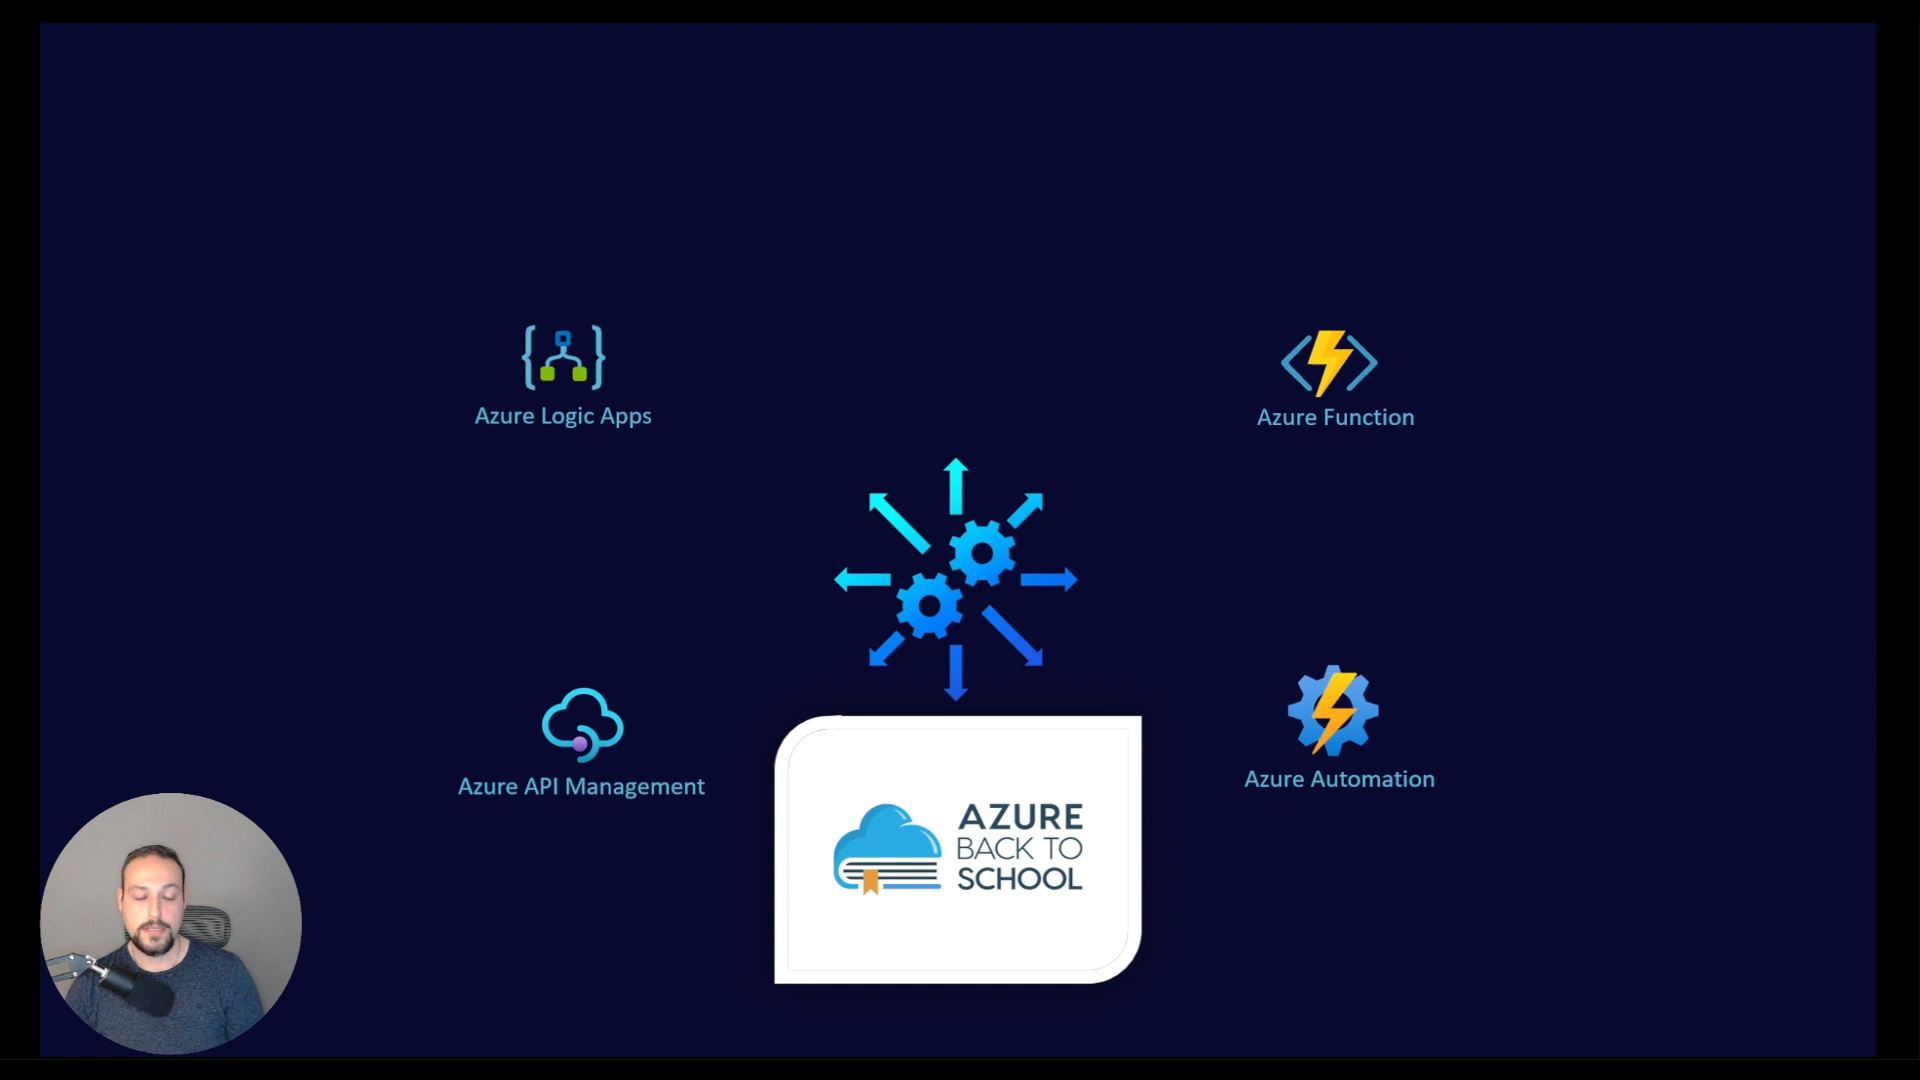 Azure Logic Apps
Azure Function
Azure API Management
Azure Automation
AZURE
BACK TO
SCHOOL